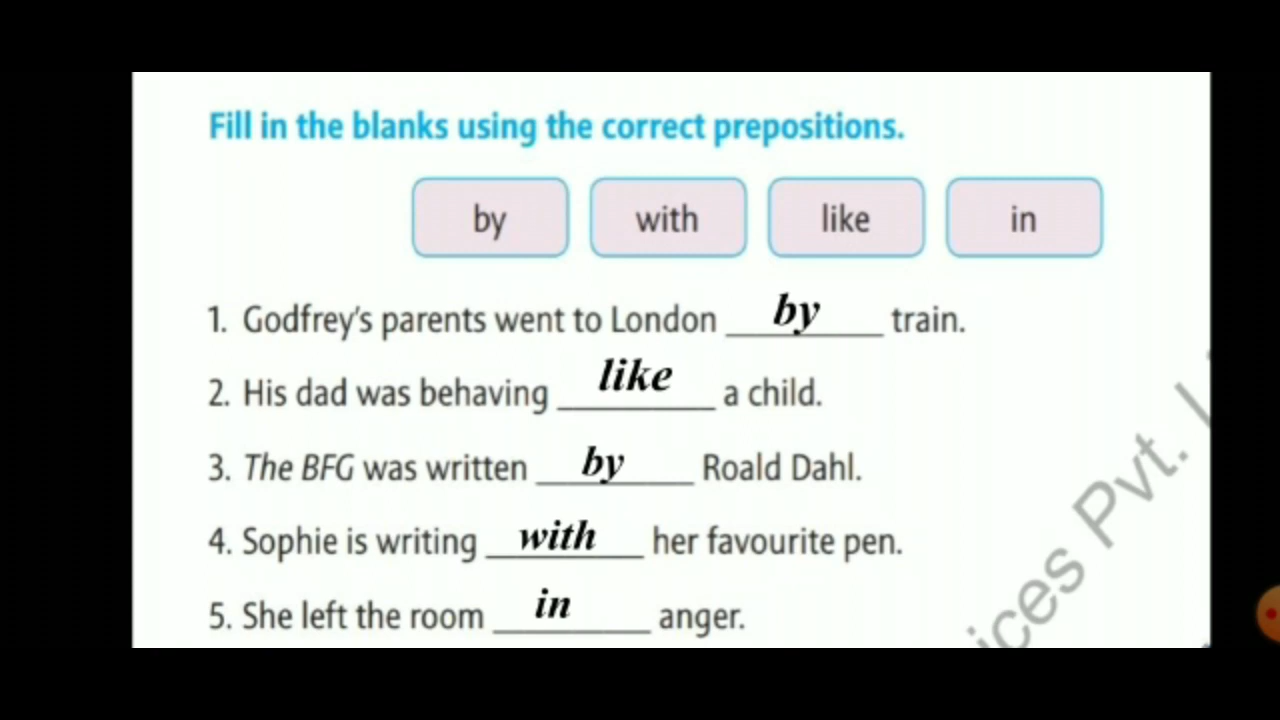 Fill in the blanks using the correct prepositions.
by with like in
1. Godfrey's parents went to London by train.
2. His dad was behaving like a child.
3. The BFG was written by Roald Dahl.
4. Sophie is writing with her favourite pen.
5. She left the room in anger.
ices Pvt.